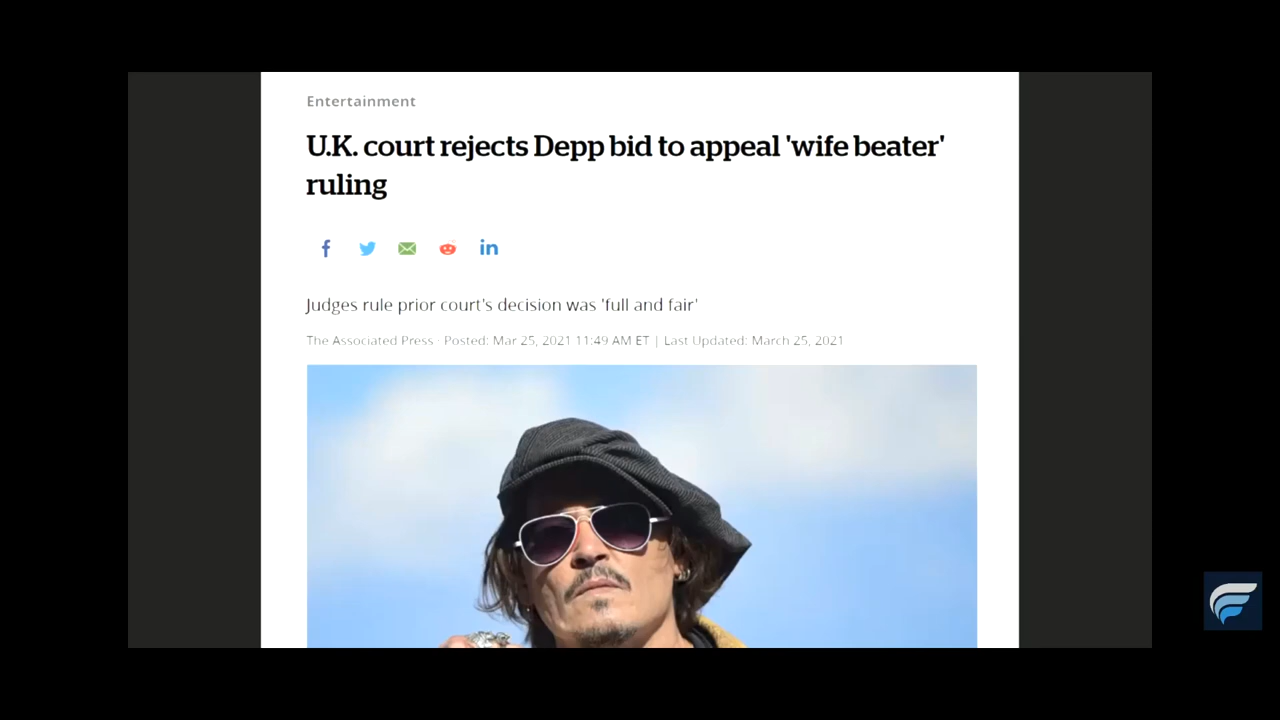 Entertainment
U.K. court rejects Depp bid to appeal 'wife beater'
ruling
Judges rule prior court's decision was 'full and fair'
The Associated Press · Posted: Mar 25, 2021 11:49 AM ET | Last Updated: March 25, 2021